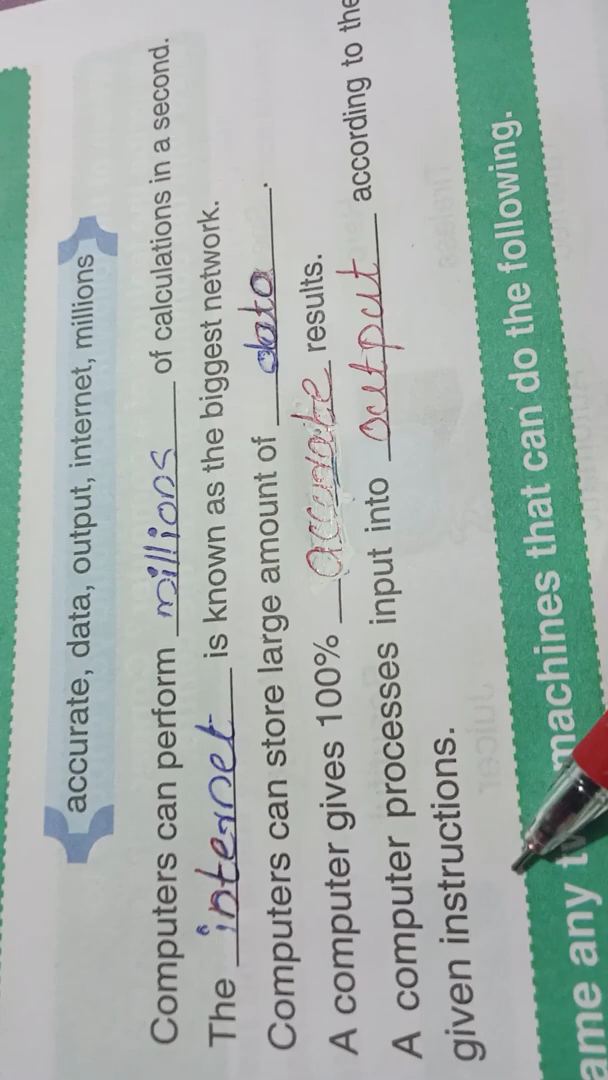 accurate, data, output, internet, millions
Computers can perform millions of calculations in a second.
The internet is known as the biggest network.
Computers can store large amount of data.
A computer gives 100% accurate results.
A computer processes input into output according to the
given instructions.
ame any machines that can do the following.